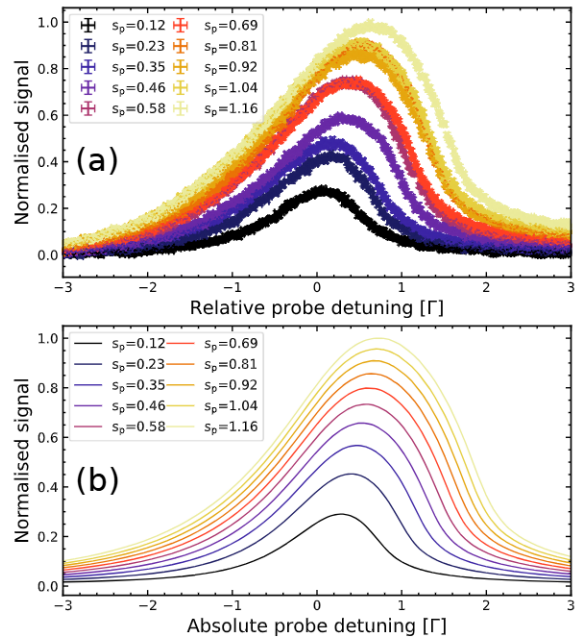 1.0
0.8
0.6
0.4
0.2
0.0
Normalised signal
sp=0.12 sp=0.69
sp=0.23 sp=0.81
sp=0.35 sp=0.92
sp=0.46 sp=1.04
sp=0.58 sp=1.16
(a)
−3 −2 −1 0 1 2 3
Relative probe detuning [Γ]
1.0
0.8
0.6
0.4
0.2
0.0
Normalised signal
sp=0.12 sp=0.69
sp=0.23 sp=0.81
sp=0.35 sp=0.92
sp=0.46 sp=1.04
sp=0.58 sp=1.16
(b)
−3 −2 −1 0 1 2 3
Absolute probe detuning [Γ]